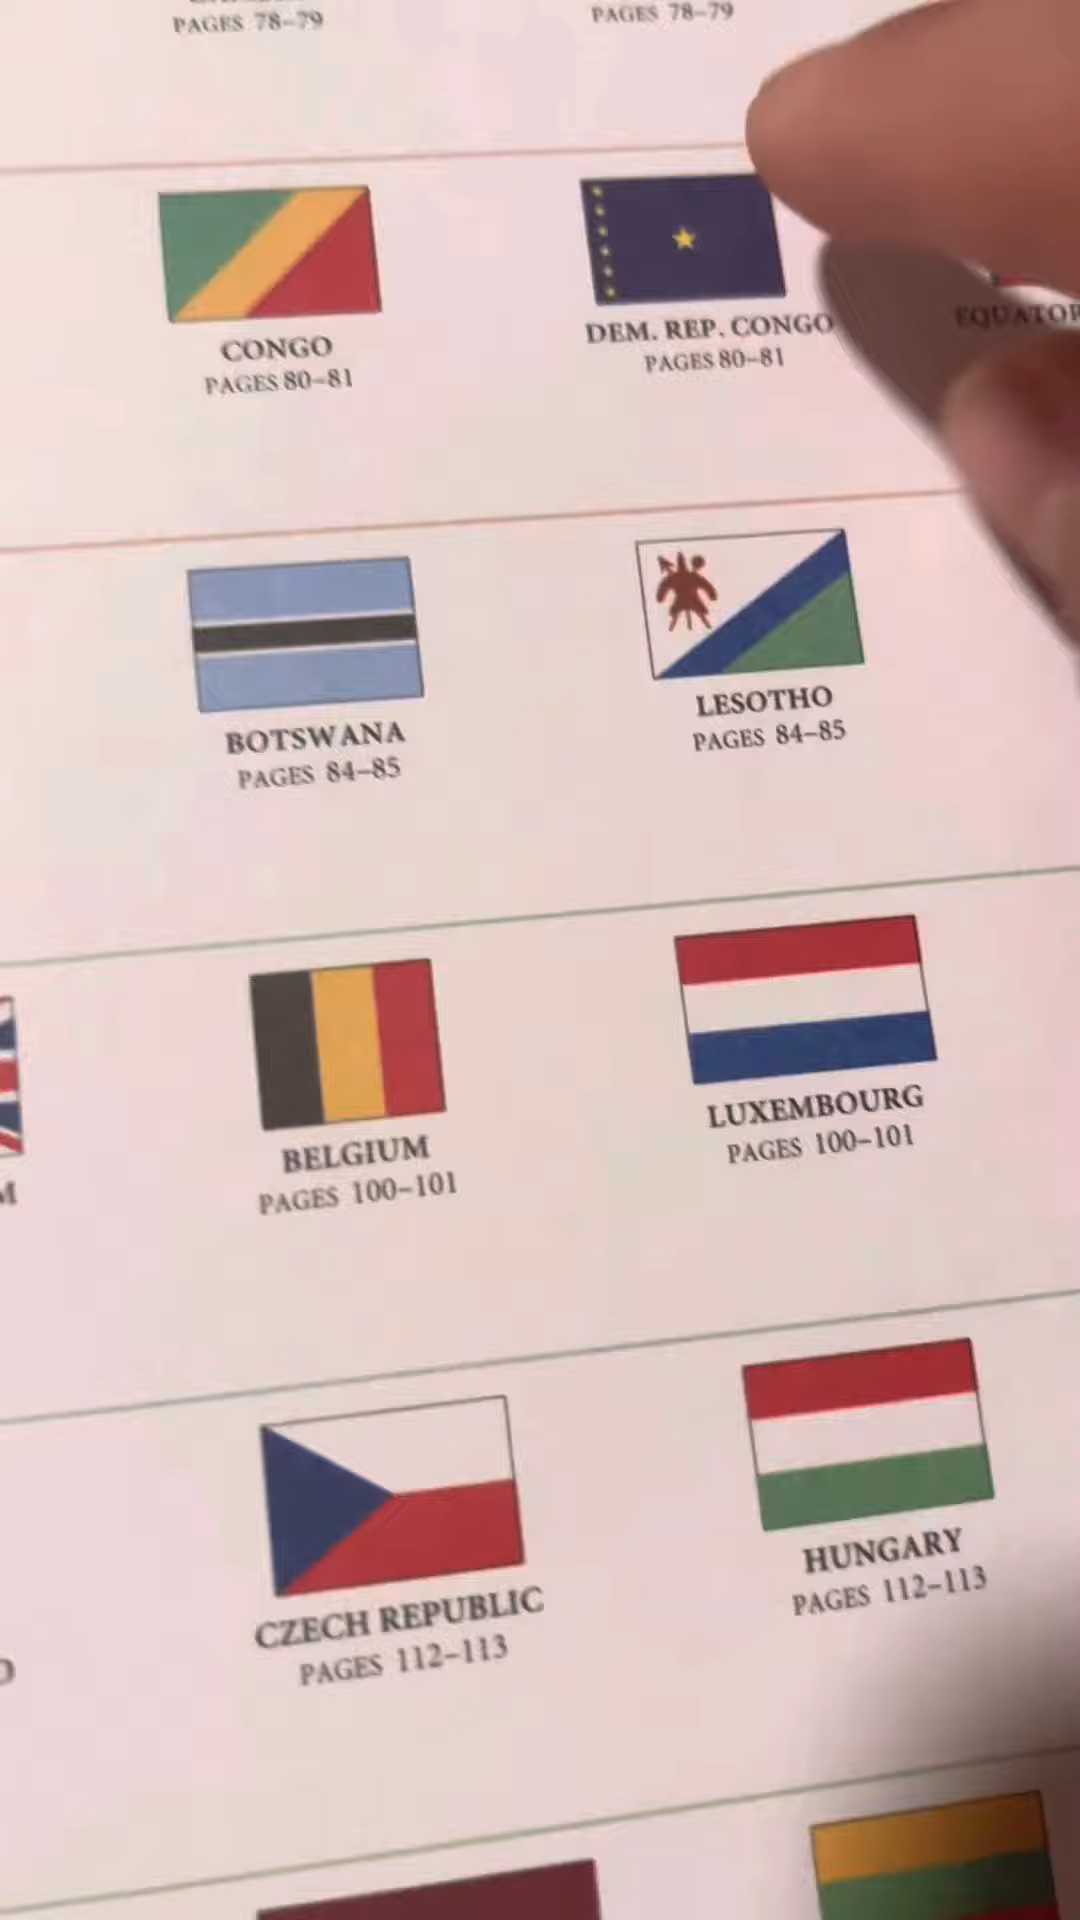 PAGES 78–79
PAGES 78–79
CONGO
PAGES 80–81
DEM. REP. CONGO
PAGES 80–81
BOTSWANA
PAGES 84–85
LESOTHO
PAGES 84–85
BELGIUM
PAGES 100–101
LUXEMBOURG
PAGES 100–101
CZECH REPUBLIC
PAGES 112–113
HUNGARY
PAGES 112–113